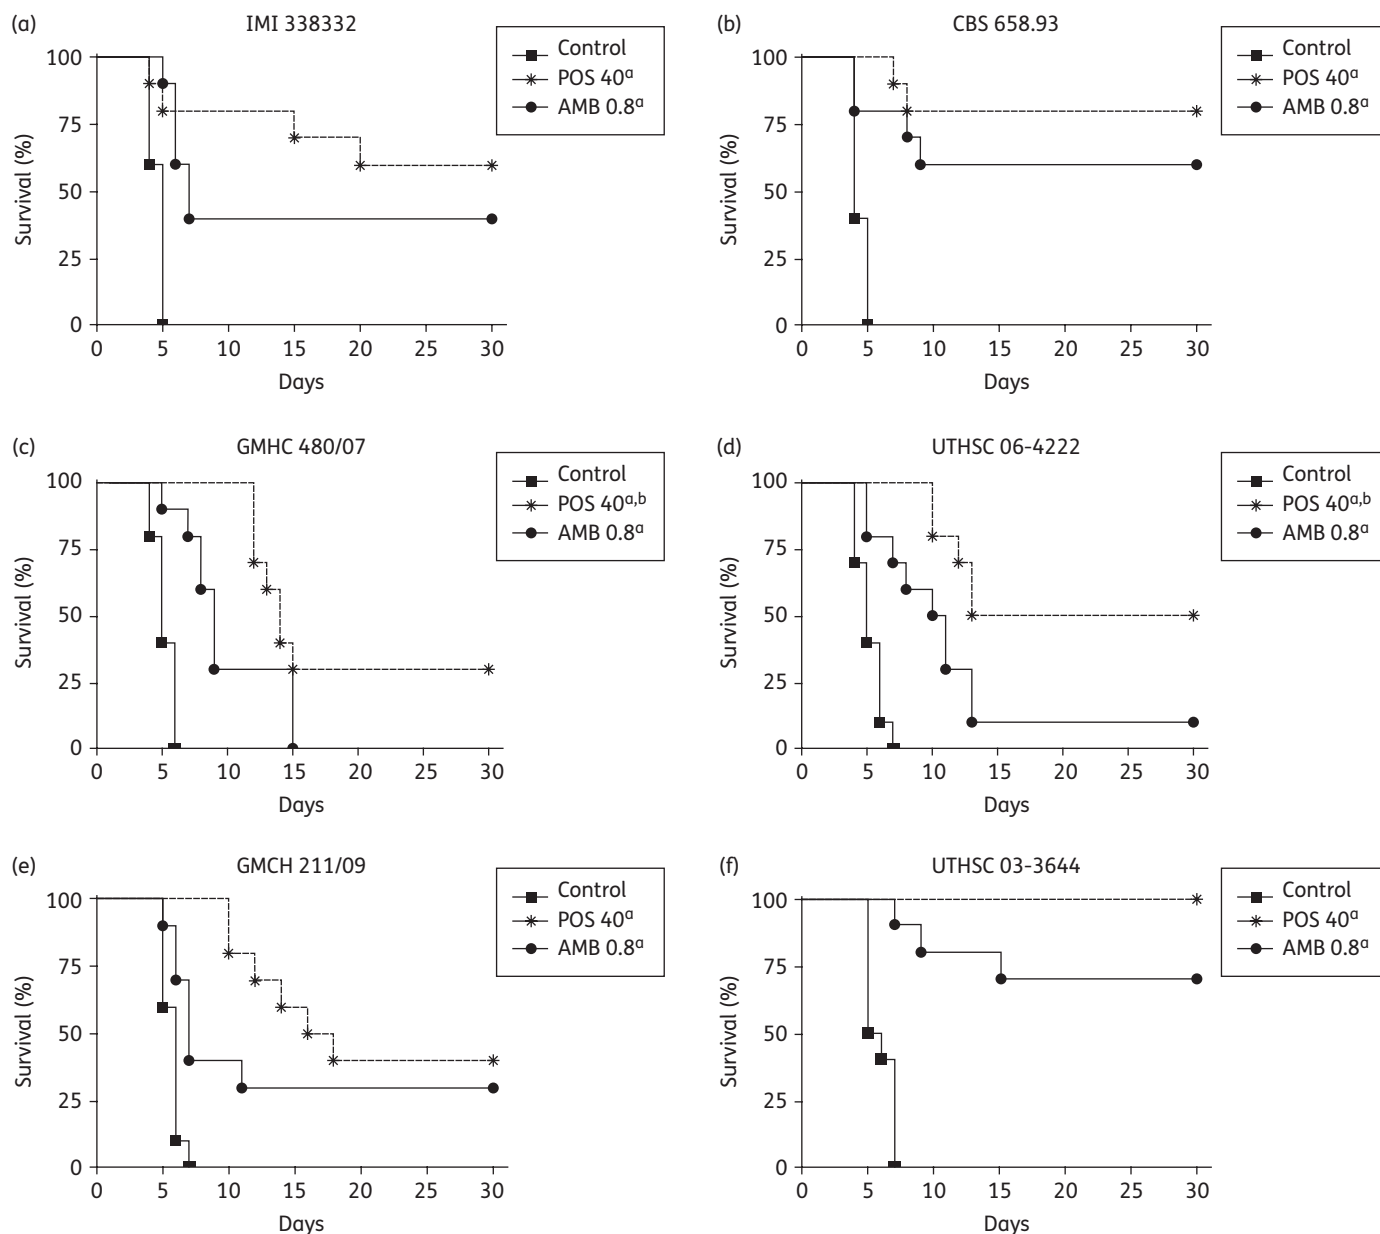 (a) IMI 338332
Control
POS 40ᵃ
AMB 0.8ᵃ
100
75
50
25
0
Survival (%)
0 5 10 15 20 25 30
Days
(b) CBS 658.93
Control
POS 40ᵃ
AMB 0.8ᵃ
100
75
50
25
0
Survival (%)
0 5 10 15 20 25 30
Days
(c) GMHC 480/07
Control
POS 40ᵃ,ᵇ
AMB 0.8ᵃ
100
75
50
25
0
Survival (%)
0 5 10 15 20 25 30
Days
(d) UTHSC 06-4222
Control
POS 40ᵃ,ᵇ
AMB 0.8ᵃ
100
75
50
25
0
Survival (%)
0 5 10 15 20 25 30
Days
(e) GMCH 211/09
Control
POS 40ᵃ
AMB 0.8ᵃ
100
75
50
25
0
Survival (%)
0 5 10 15 20 25 30
Days
(f) UTHSC 03-3644
Control
POS 40ᵃ
AMB 0.8ᵃ
100
75
50
25
0
Survival (%)
0 5 10 15 20 25 30
Days